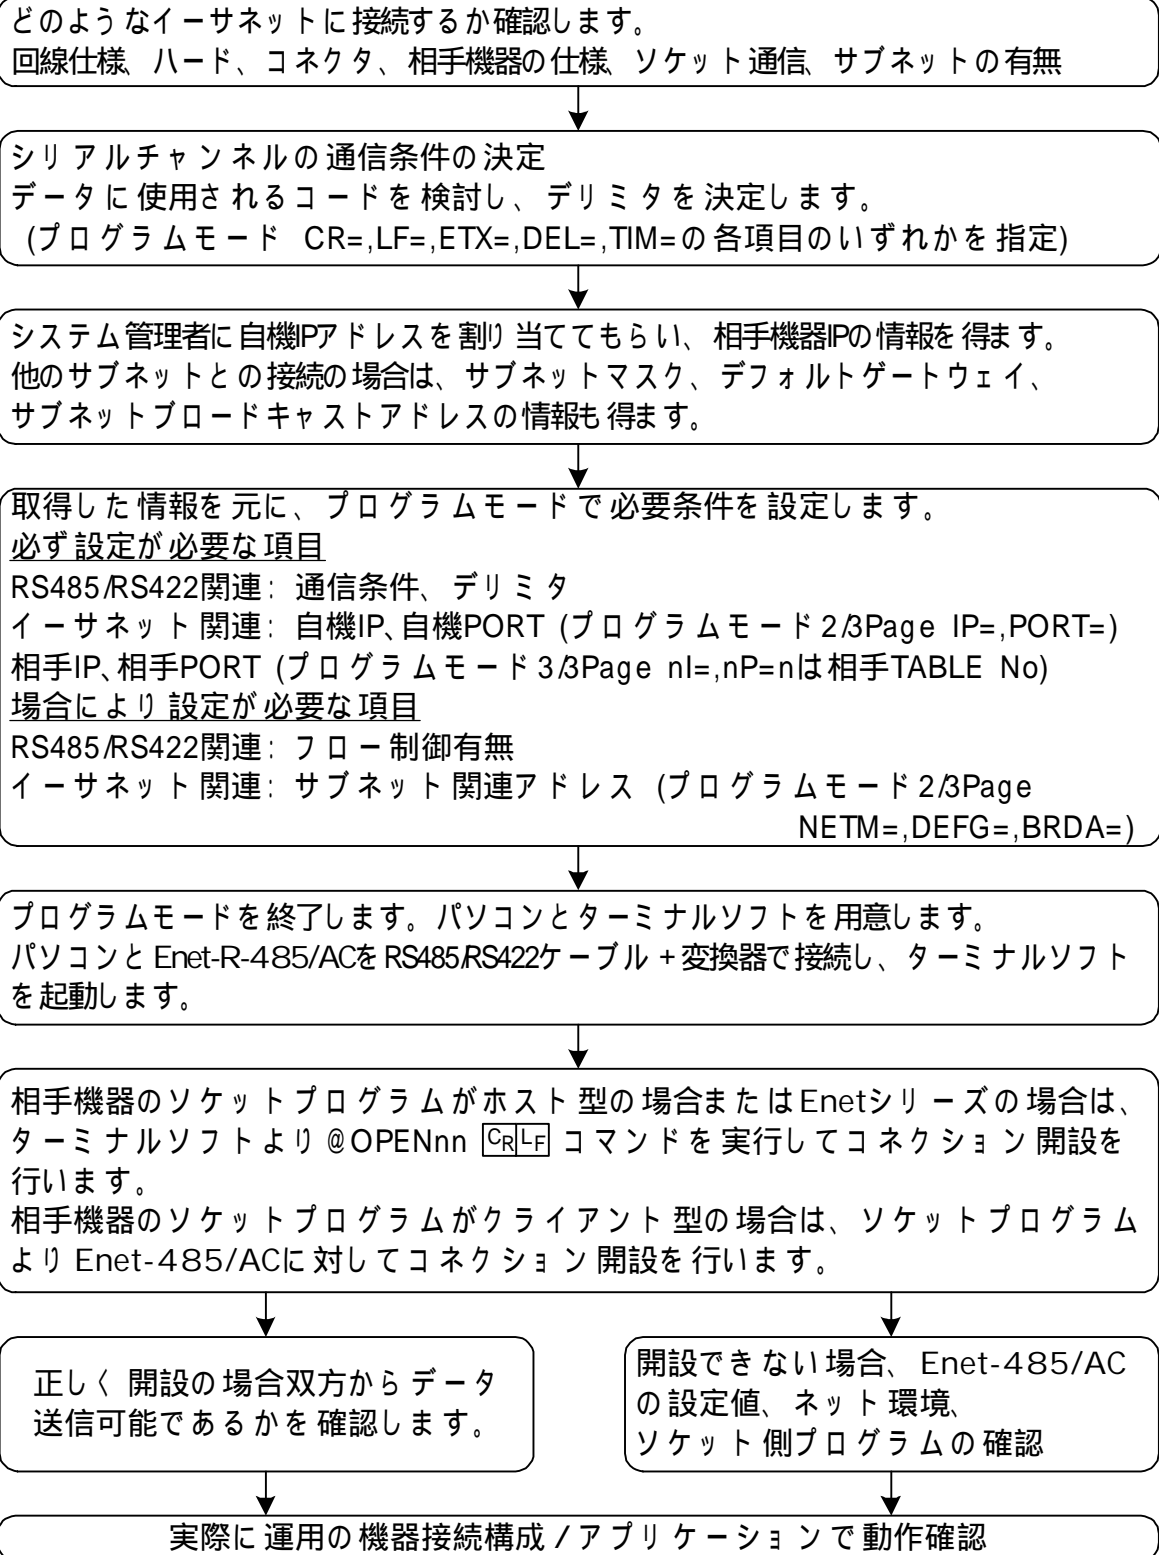 どのようなイーサネットに接続するか確認します。
回線仕様、ハード、コネクタ、相手機器の仕様、ソケット通信、サブネットの有無
シリアルチャンネルの通信条件の決定
データに使用されるコードを検討し、デリミタを決定します。
(プログラムモード CR=,LF=,ETX=,DEL=,TIM=の各項目のいずれかを指定)
システム管理者に自機IPアドレスを割り当ててもらい、相手機器IPの情報を得ます。
他のサブネットとの接続の場合は、サブネットマスク、デフォルトゲートウェイ、
サブネットブロードキャストアドレスの情報も得ます。
取得した情報を元に、プログラムモードで必要条件を設定します。
必ず設定が必要な項目
RS485/RS422関連：通信条件、デリミタ
イーサネット関連：自機IP、自機PORT (プログラムモード2/3Page IP=,PORT=)
相手IP、相手PORT (プログラムモード3/3Page nI=,nP=nは相手TABLE No)
場合により設定が必要な項目
RS485/RS422関連：フロー制御有無
イーサネット関連：サブネット関連アドレス (プログラムモード2/3Page
NETM=,DEFG=,BRDA=)
プログラムモードを終了します。パソコンとターミナルソフトを用意します。
パソコンとEnet-R-485/ACをRS485/RS422ケーブル+変換器で接続し、ターミナルソフト
を起動します。
相手機器のソケットプログラムがホスト型の場合またはEnetシリーズの場合は、
ターミナルソフトより@OPENnn CRLF コマンドを実行してコネクション開設を
行います。
相手機器のソケットプログラムがクライアント型の場合は、ソケットプログラム
よりEnet-485/ACに対してコネクション開設を行います。
正しく開設の場合双方からデータ
送信可能であるかを確認します。
開設できない場合、Enet-485/AC
の設定値、ネット環境、
ソケット側プログラムの確認
実際に運用の機器接続構成/アプリケーションで動作確認